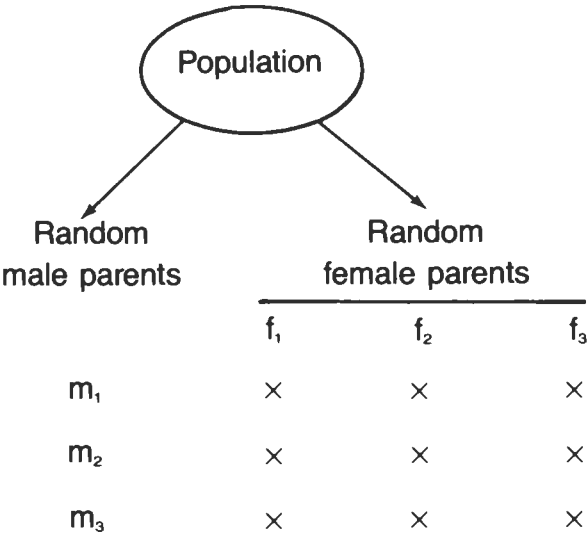 Population
Random
male parents
Random
female parents
f₁ f₂ f₃
m₁ × × ×
m₂ × × ×
m₃ × × ×